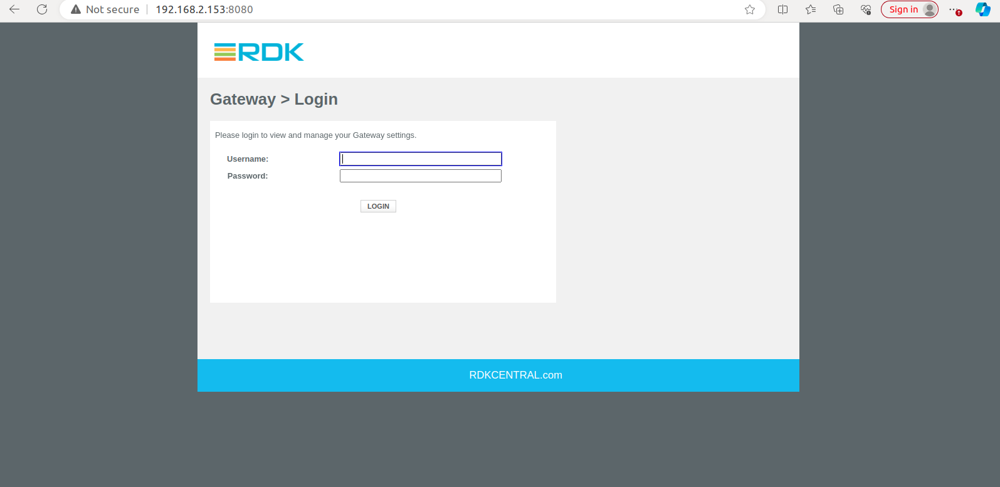 Not secure 192.168.2.153:8080 Sign in
RDK
Gateway > Login
Please login to view and manage your Gateway settings.
Username:
Password:
LOGIN
RDKCENTRAL.com